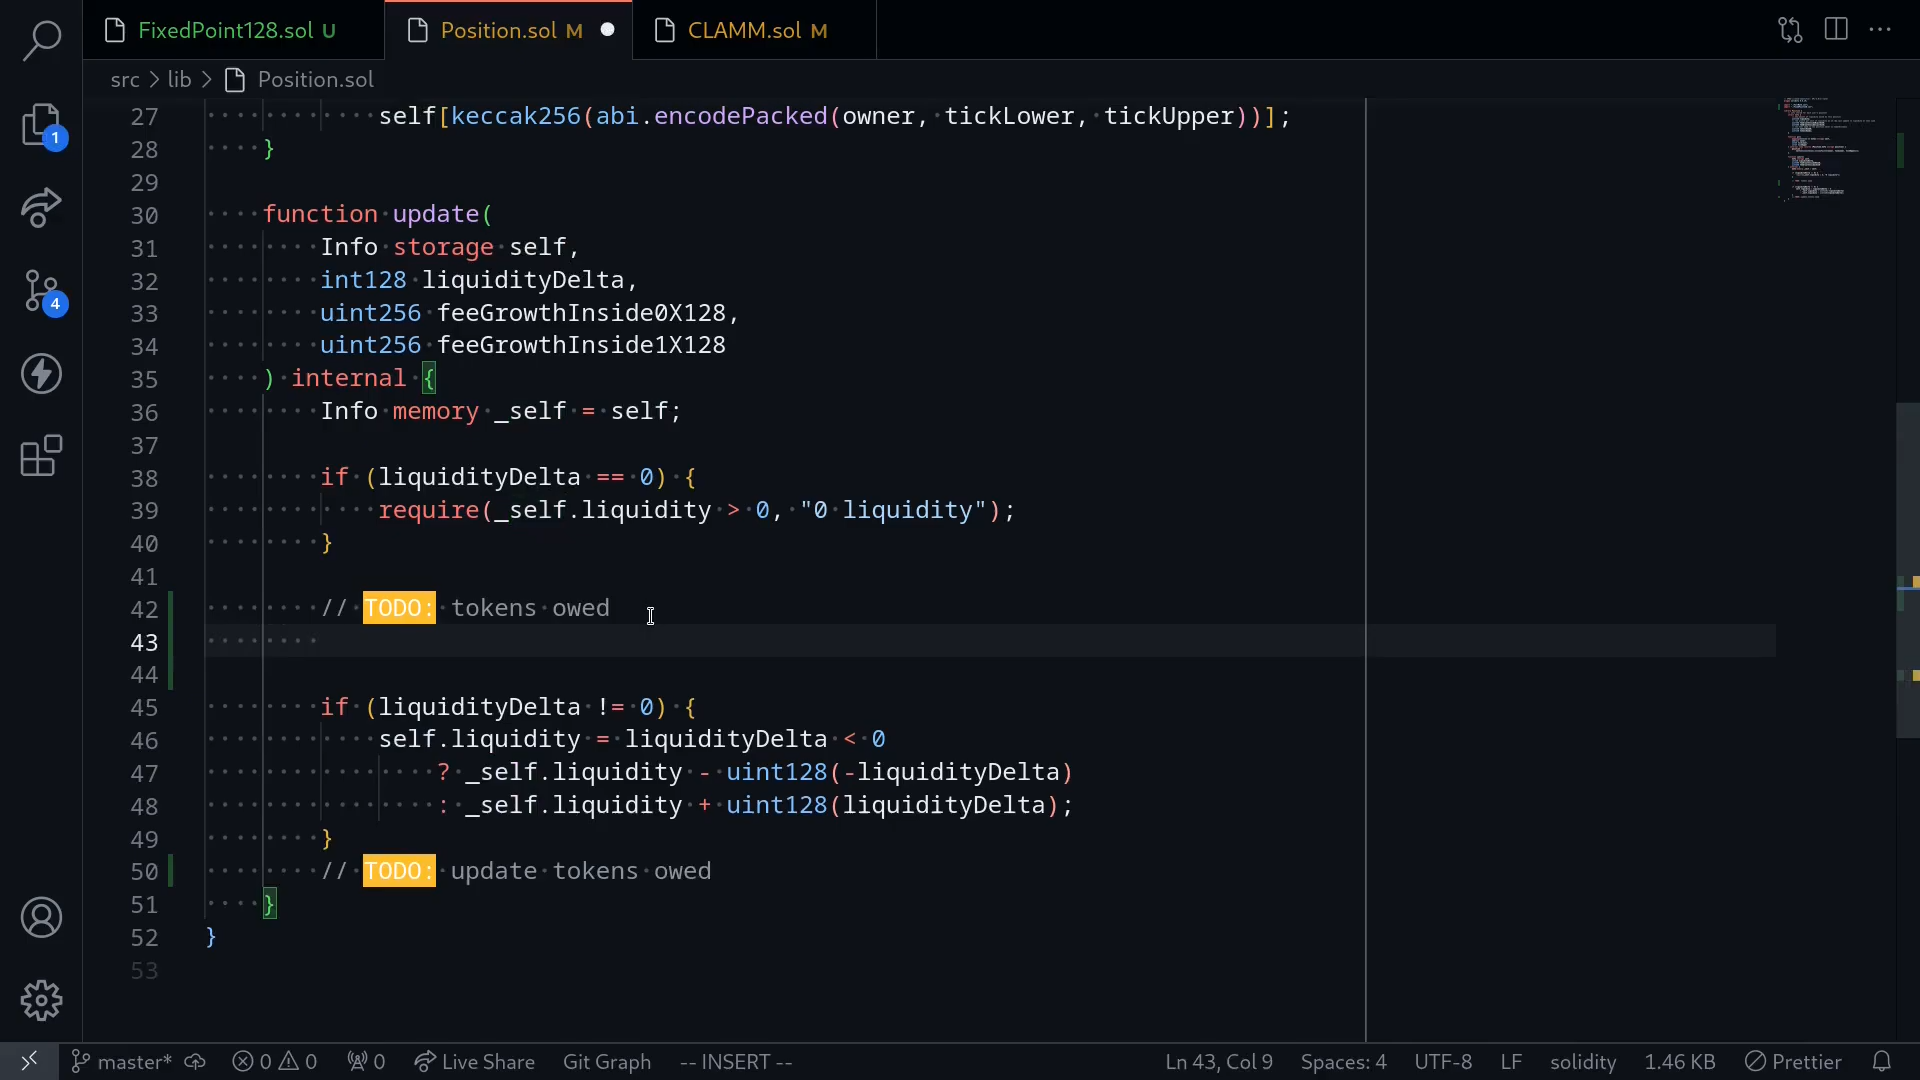 FixedPoint128.sol U
Position.sol M
CLAMM.sol M
src > lib > Position.sol
27 self[keccak256(abi.encodePacked(owner, tickLower, tickUpper))];
28 }
29
30 function update(
31 Info storage self,
32 int128 liquidityDelta,
33 uint256 feeGrowthInside0X128,
34 uint256 feeGrowthInside1X128
35 ) internal {
36 Info memory _self = self;
37
38 if (liquidityDelta == 0) {
39 require(_self.liquidity > 0, "0 liquidity");
40 }
41
42 // TODO: tokens owed
43
44
45 if (liquidityDelta != 0) {
46 self.liquidity = liquidityDelta < 0
47 ? _self.liquidity - uint128(-liquidityDelta)
48 : _self.liquidity + uint128(liquidityDelta);
49 }
50 // TODO: update tokens owed
51 }
52 }
53
1
4
master* 0 0 0 Live Share Git Graph -- INSERT -- Ln 43, Col 9 Spaces: 4 UTF-8 LF solidity 1.46 KB Prettier